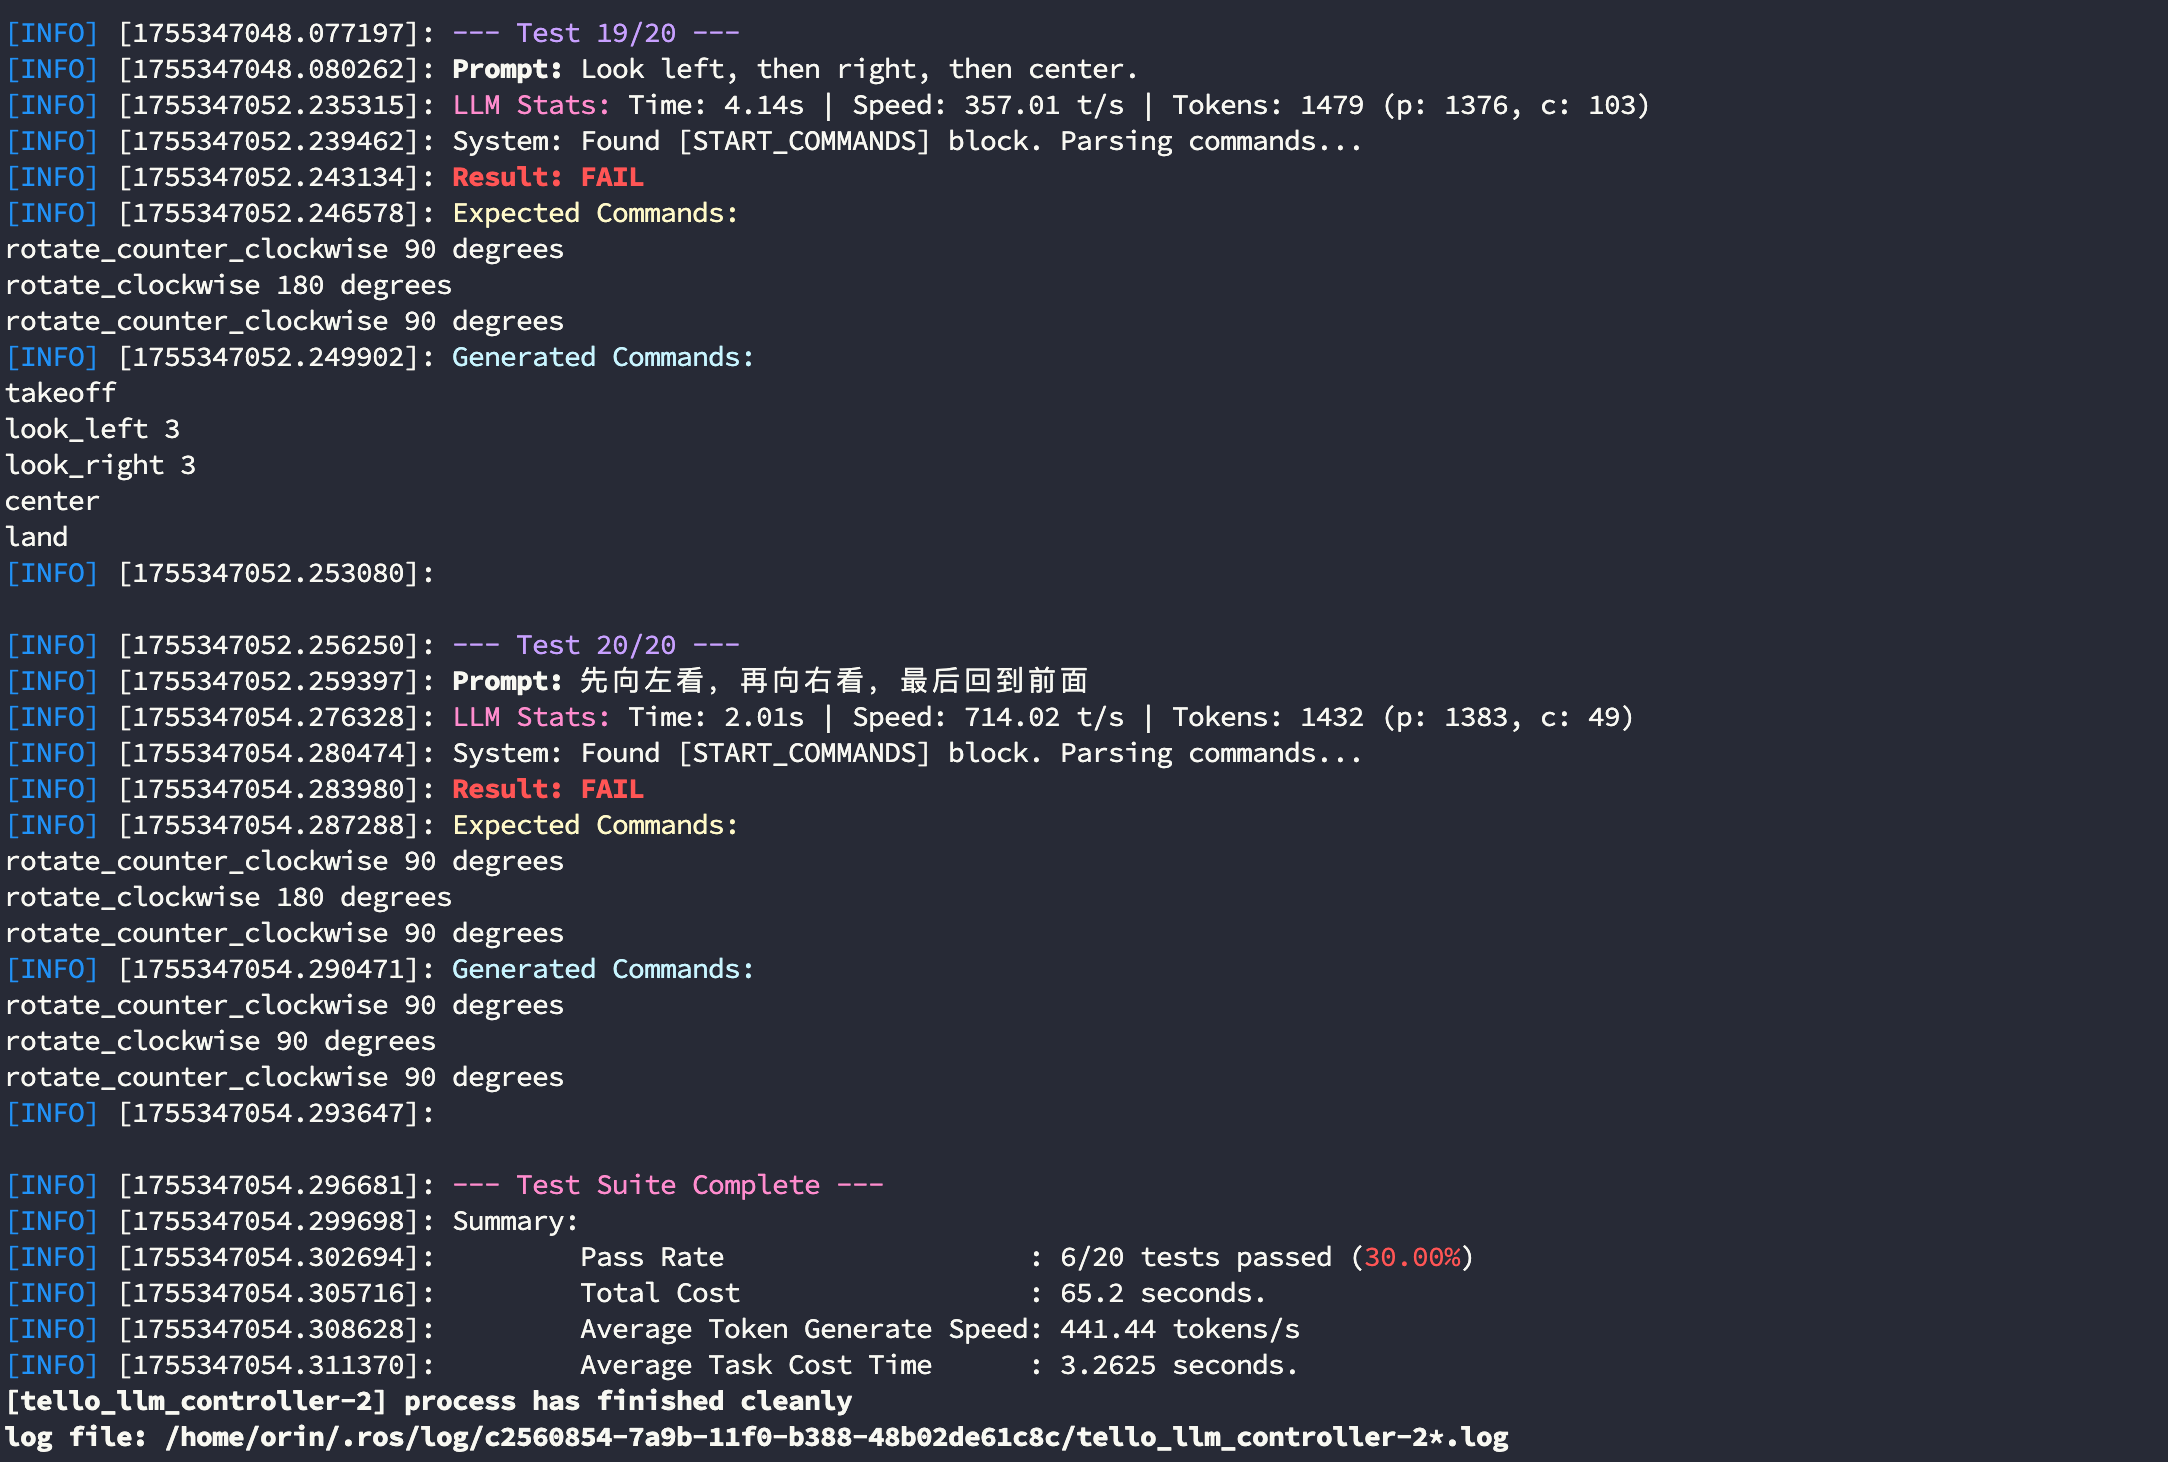 [INFO] [1755347048.077197]: --- Test 19/20 ---
[INFO] [1755347048.080262]: Prompt: Look left, then right, then center.
[INFO] [1755347052.235315]: LLM Stats: Time: 4.14s | Speed: 357.01 t/s | Tokens: 1479 (p: 1376, c: 103)
[INFO] [1755347052.239462]: System: Found [START_COMMANDS] block. Parsing commands...
[INFO] [1755347052.243134]: Result: FAIL
[INFO] [1755347052.246578]: Expected Commands:
rotate_counter_clockwise 90 degrees
rotate_clockwise 180 degrees
rotate_counter_clockwise 90 degrees
[INFO] [1755347052.249902]: Generated Commands:
takeoff
look_left 3
look_right 3
center
land
[INFO] [1755347052.253080]:
[INFO] [1755347052.256250]: --- Test 20/20 ---
[INFO] [1755347052.259397]: Prompt: 先向左看, 再向右看, 最后回到前面
[INFO] [1755347054.276328]: LLM Stats: Time: 2.01s | Speed: 714.02 t/s | Tokens: 1432 (p: 1383, c: 49)
[INFO] [1755347054.280474]: System: Found [START_COMMANDS] block. Parsing commands...
[INFO] [1755347054.283980]: Result: FAIL
[INFO] [1755347054.287288]: Expected Commands:
rotate_counter_clockwise 90 degrees
rotate_clockwise 180 degrees
rotate_counter_clockwise 90 degrees
[INFO] [1755347054.290471]: Generated Commands:
rotate_counter_clockwise 90 degrees
rotate_clockwise 90 degrees
rotate_counter_clockwise 90 degrees
[INFO] [1755347054.293647]:
[INFO] [1755347054.296681]: --- Test Suite Complete ---
[INFO] [1755347054.299698]: Summary:
[INFO] [1755347054.302694]:         Pass Rate                   : 6/20 tests passed (30.00%)
[INFO] [1755347054.305716]:         Total Cost                  : 65.2 seconds.
[INFO] [1755347054.308628]:         Average Token Generate Speed: 441.44 tokens/s
[INFO] [1755347054.311370]:         Average Task Cost Time      : 3.2625 seconds.
[tello_llm_controller-2] process has finished cleanly
log file: /home/orin/.ros/log/c2560854-7a9b-11f0-b388-48b02de61c8c/tello_llm_controller-2*.log